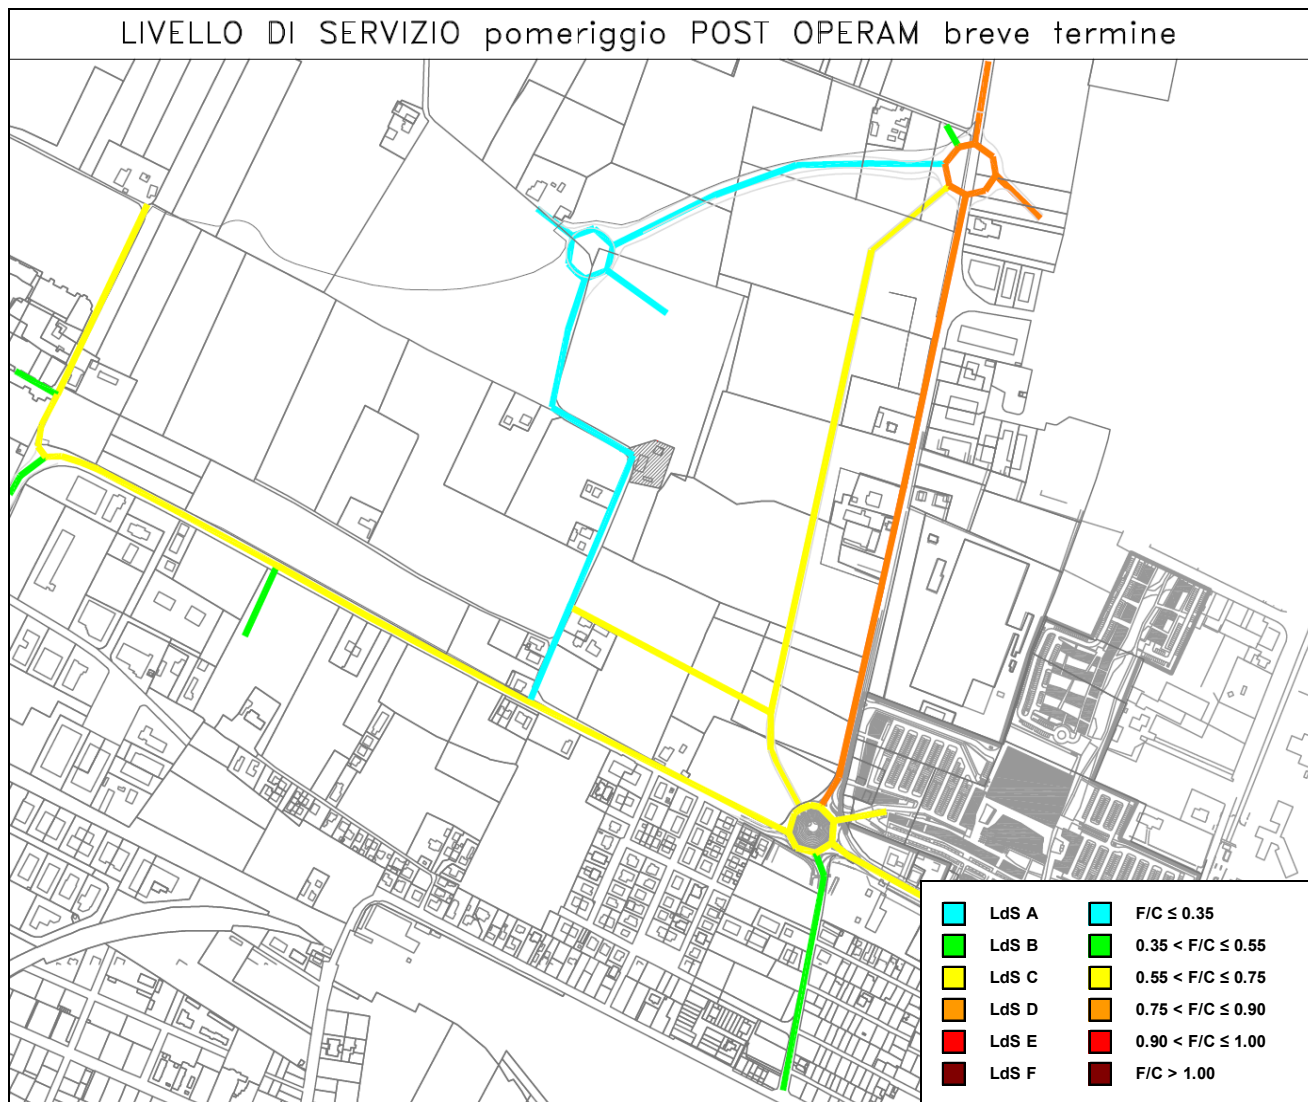 LIVELLO DI SERVIZIO pomeriggio POST OPERAM breve termine
LdS A F/C ≤ 0.35
LdS B 0.35 < F/C ≤ 0.55
LdS C 0.55 < F/C ≤ 0.75
LdS D 0.75 < F/C ≤ 0.90
LdS E 0.90 < F/C ≤ 1.00
LdS F F/C > 1.00